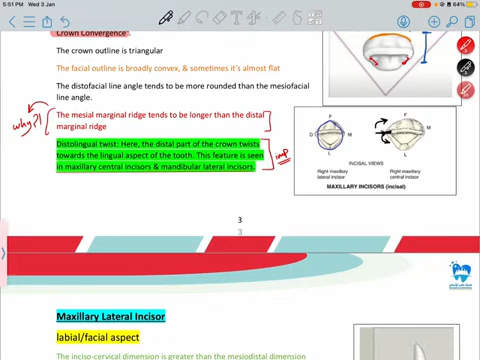 5:51 PM Wed 3 Jan
64%
Crown Convergence
The crown outline is triangular
The facial outline is broadly convex, & sometimes it's almost flat
The distofacial line angle tends to be more rounded than the mesiofacial
line angle.
why?!
The mesial marginal ridge tends to be longer than the distal
marginal ridge
Distolingual twist: Here, the distal part of the crown twists
towards the lingual aspect of the tooth. This feature is seen
in maxillary central incisors & mandibular lateral incisors.
imp
F
F
D
M
M
L
L
INCISAL VIEWS
Right maxillary
lateral incisor
Right maxillary
central incisor
MAXILLARY INCISORS (incisal)
3
3
Maxillary Lateral Incisor
labial/facial aspect
The inciso-cervical dimension is greater than the mesiodistal dimension